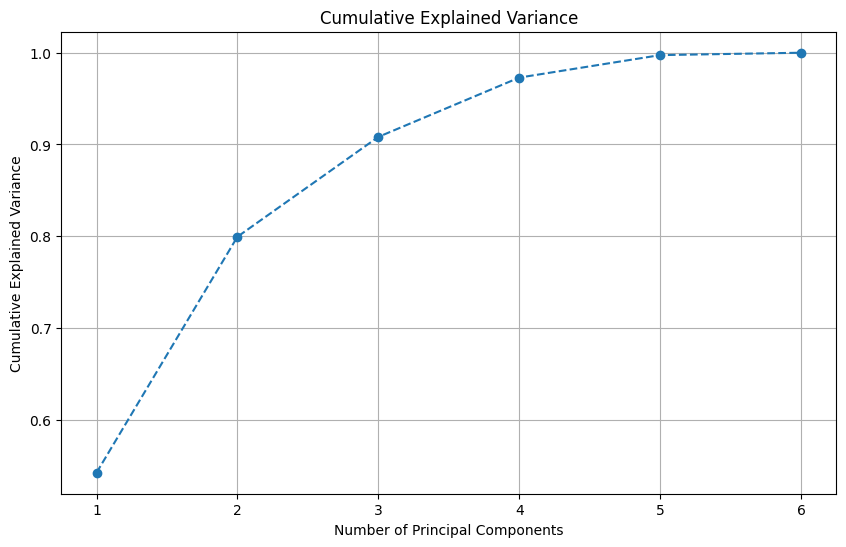 Cumulative Explained Variance
Cumulative Explained Variance
1.0
0.9
0.8
0.7
0.6
1 2 3 4 5 6
Number of Principal Components